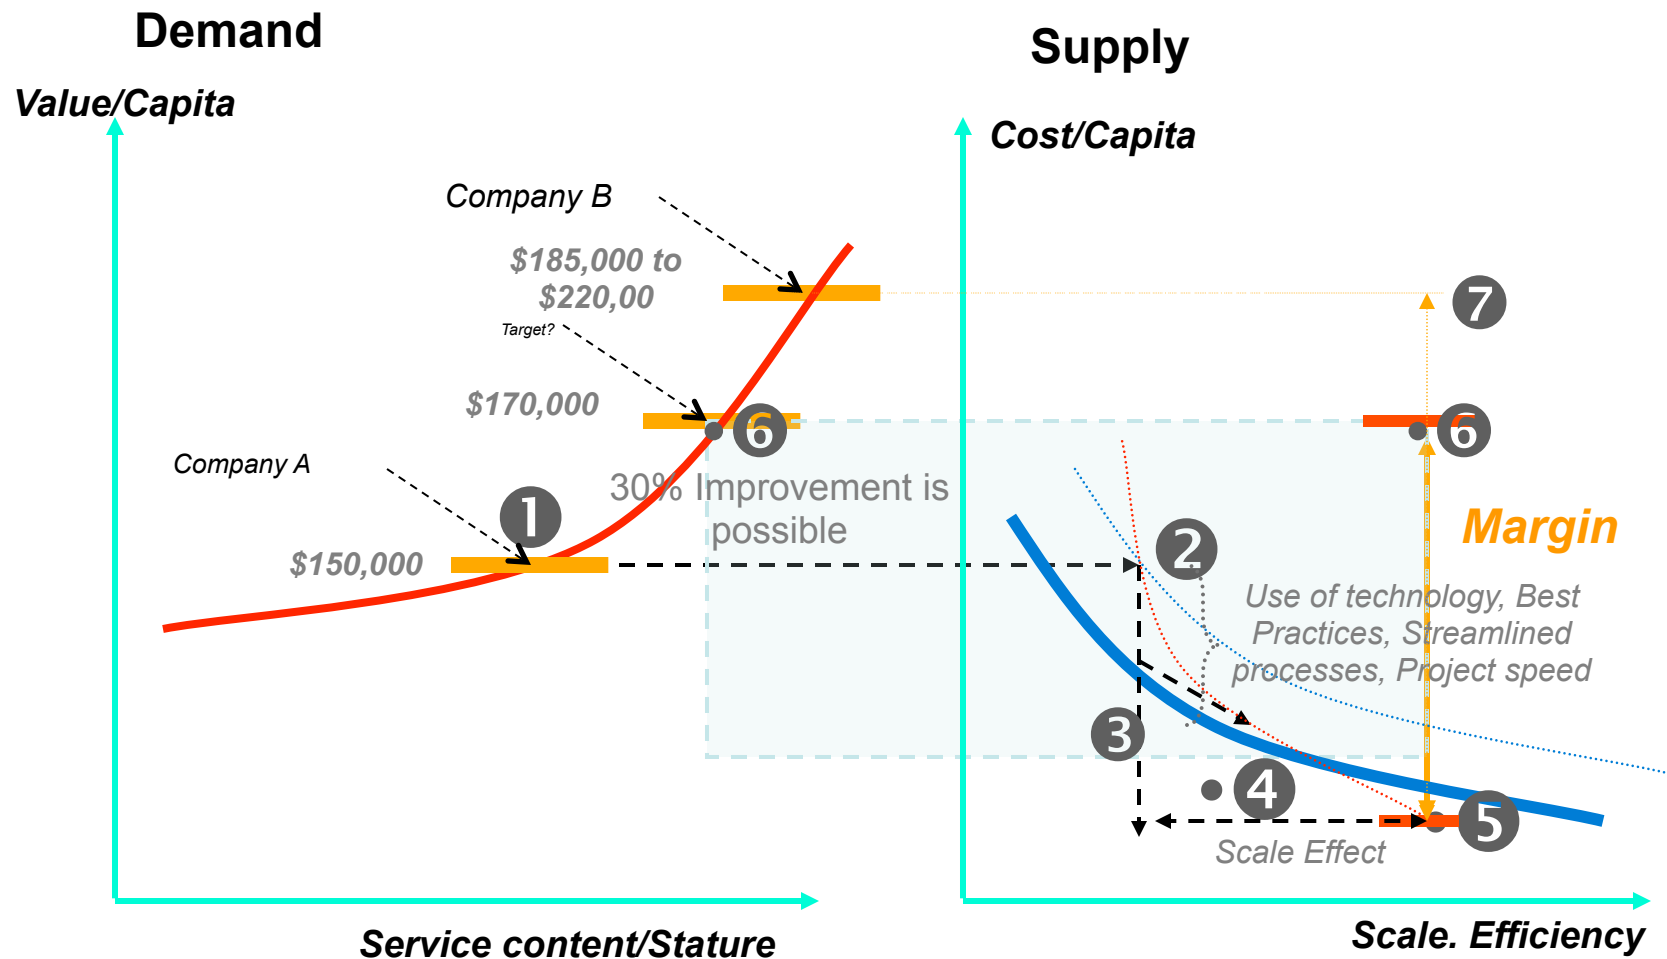 Demand
Supply
Value/Capita
Cost/Capita
Company B
$185,000 to
$220,00
7
Target?
$170,000
6
6
Company A
30% Improvement is
possible
1
Margin
2
$150,000
Use of technology, Best
Practices, Streamlined
processes, Project speed
3
4
5
Scale Effect
Service content/Stature
Scale. Efficiency